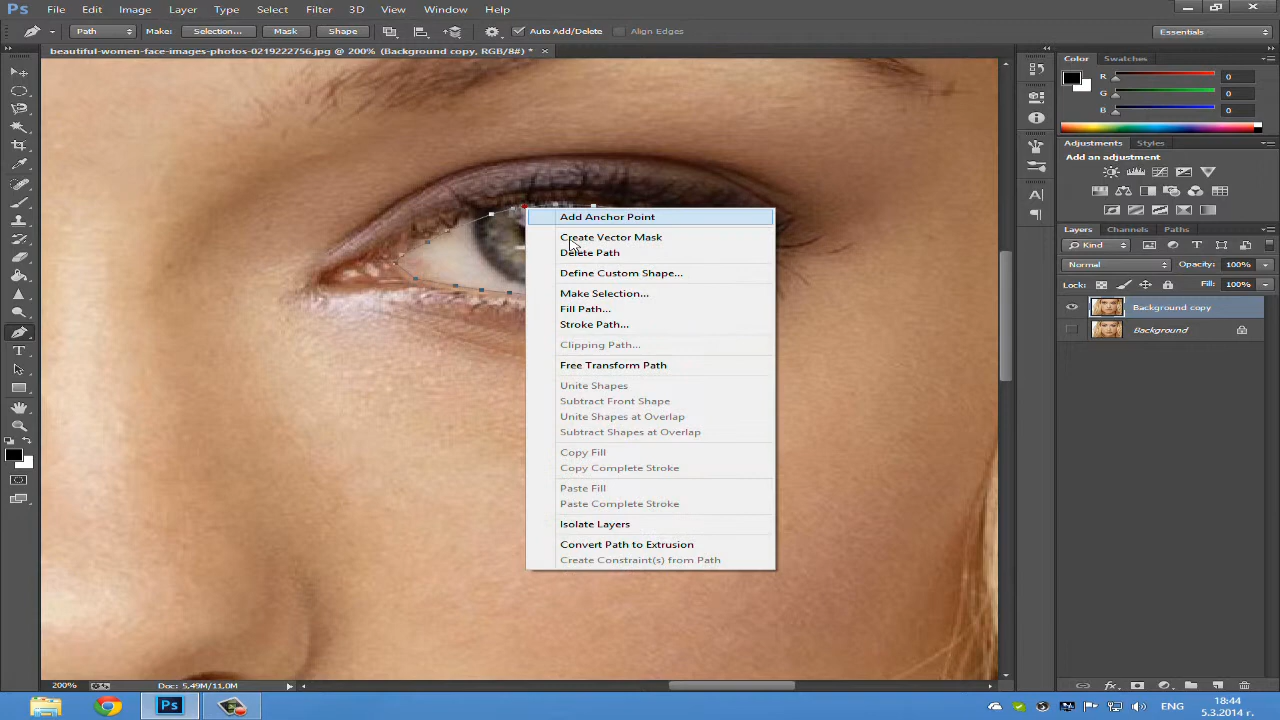 Ps File Edit Image Layer Type Select Filter 3D View Window Help
Path Make: Selection... Mask Shape Auto Add/Delete Align Edges Essentials
beautiful-women-face-images-photos-0219222756.jpg @ 200% (Background copy, RGB/8#) * ×
Color Swatches
R 0
G 0
B 0
Adjustments Styles
Add an adjustment
Layers Channels Paths
Kind
Normal Opacity: 100%
Lock: Fill: 100%
Background copy
Background
Add Anchor Point
Create Vector Mask
Delete Path
Define Custom Shape...
Make Selection...
Fill Path...
Stroke Path...
Clipping Path...
Free Transform Path
Unite Shapes
Subtract Front Shape
Unite Shapes at Overlap
Subtract Shapes at Overlap
Copy Fill
Copy Complete Stroke
Paste Fill
Paste Complete Stroke
Isolate Layers
Convert Path to Extrusion
Create Constraint(s) from Path
200% Doc: 5,49M/11,0M
Ps ENG 18:44
5.3.2014 г.